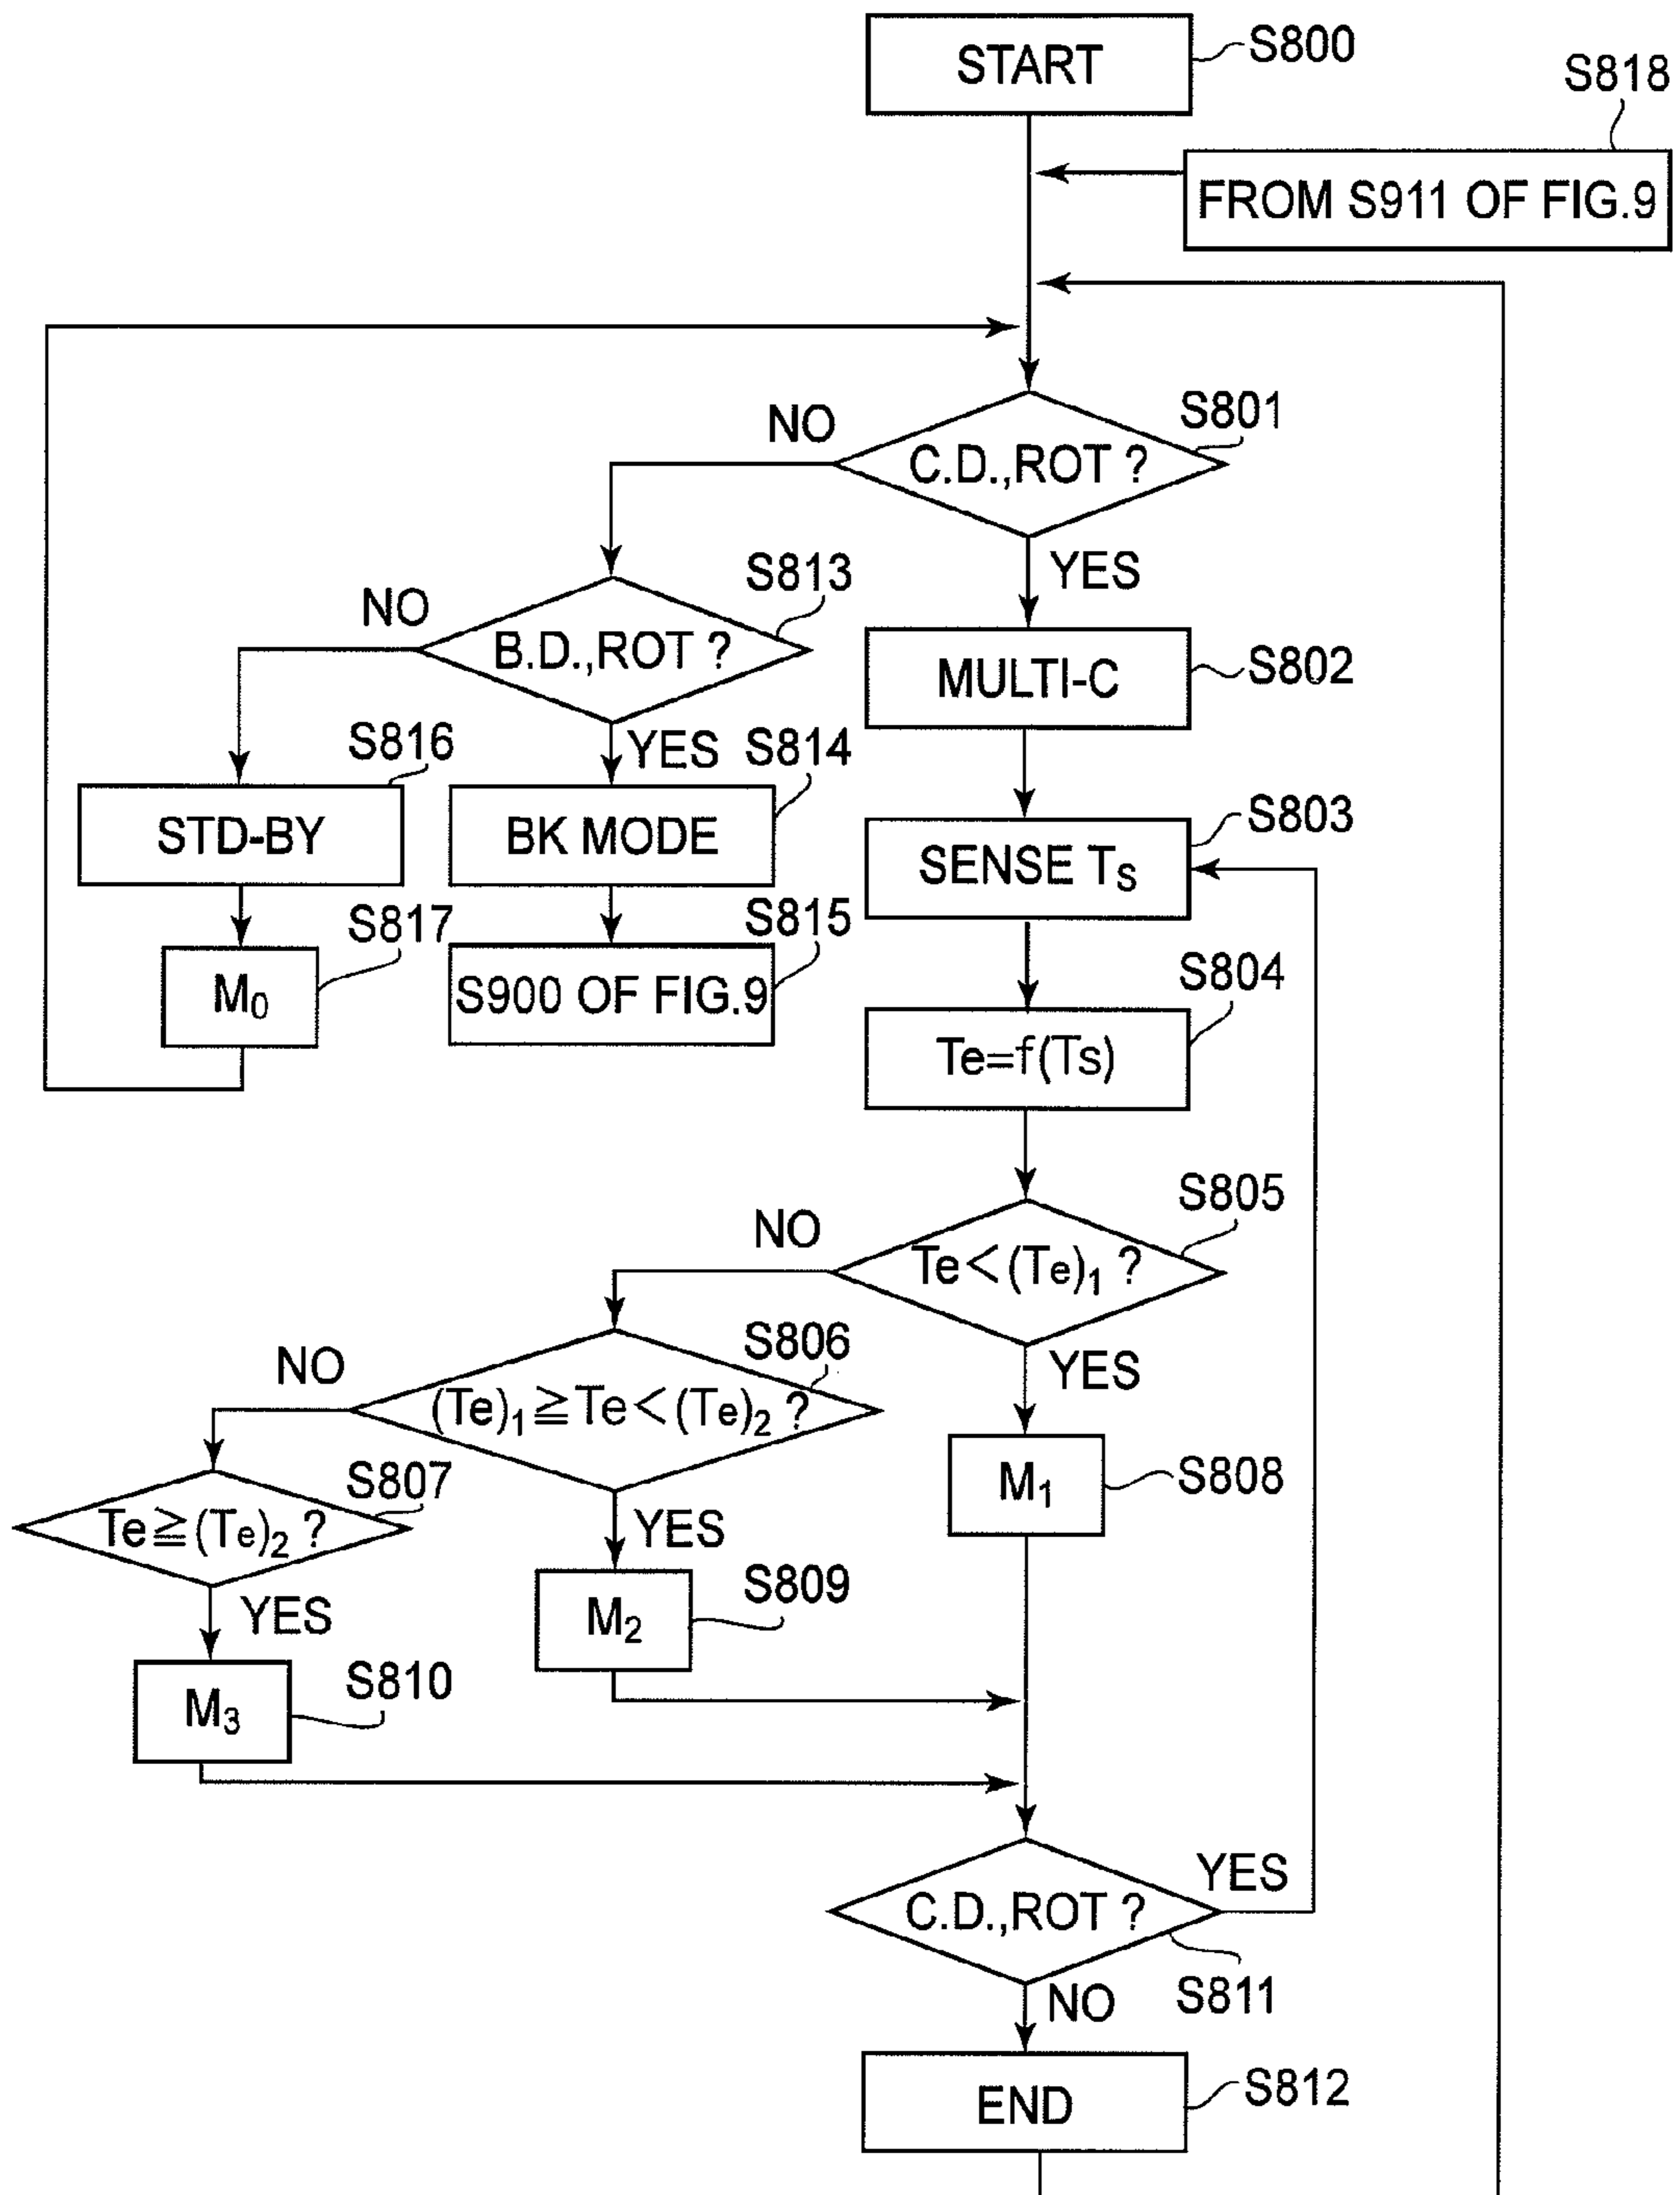 START
S800
S818
FROM S911 OF FIG.9
NO
S801
C.D.,ROT ?
YES
NO
S813
B.D.,ROT ?
MULTI-C
S802
S816
YES
S814
STD-BY
BK MODE
S803
SENSE TS
S817
S815
M0
S900 OF FIG.9
S804
Te=f(TS)
S805
NO
Te<(Te)1 ?
YES
S806
NO
(Te)1≧Te<(Te)2 ?
S807
Te≧(Te)2 ?
M1
S808
YES
S809
YES
M2
S810
M3
YES
C.D.,ROT ?
S811
NO
END
S812